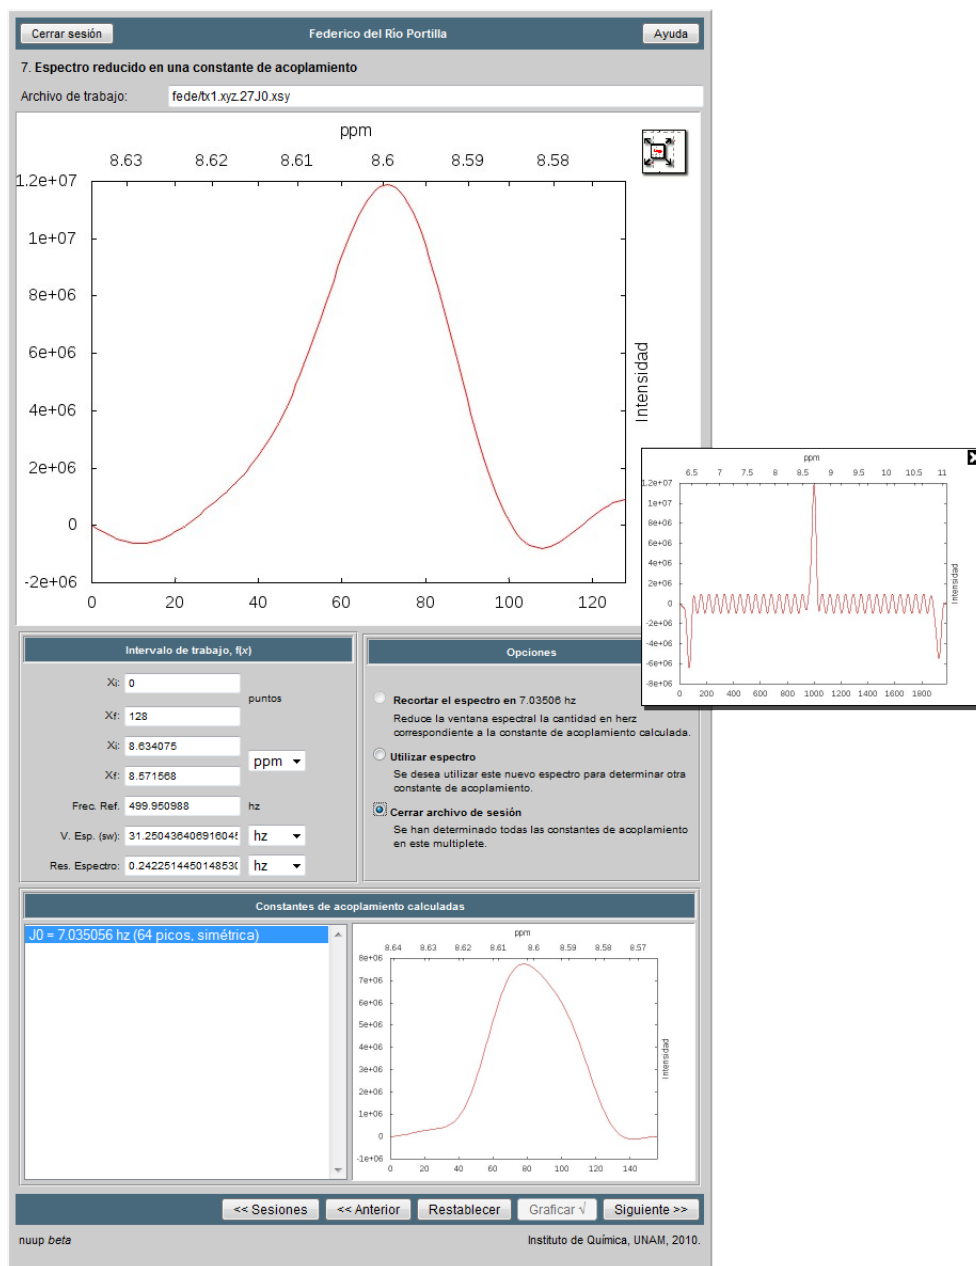 Cerrar sesión
Federico del Río Portilla
Ayuda
7. Espectro reducido en una constante de acoplamiento
Archivo de trabajo: fede/tx1.xyz.27J0.xsy
ppm
8.63 8.62 8.61 8.6 8.59 8.58
1.2e+07
1e+07
8e+06
6e+06
4e+06
2e+06
0
-2e+06
0 20 40 60 80 100 120
Intensidad
ppm
6.5 7 7.5 8 8.5 9 9.5 10 10.5 11
1.2e+07
1e+07
8e+06
6e+06
4e+06
2e+06
0
-2e+06
-4e+06
-6e+06
-8e+06
0 200 400 600 800 1000 1200 1400 1600 1800
Intensidad
Intervalo de trabajo, f(x)
Xi: 0
Xf: 128
puntos
Xi: 8.634075
Xf: 8.571568
ppm
Frec. Ref. 499.950988 hz
V. Esp. (sw): 31.25043640691604 hz
Res. Espectro: 0.242251445014853 hz
Opciones
Recortar el espectro en 7.03506 hz
Reduce la ventana espectral la cantidad en herz
correspondiente a la constante de acoplamiento calculada.
Utilizar espectro
Se desea utilizar este nuevo espectro para determinar otra
constante de acoplamiento.
Cerrar archivo de sesión
Se han determinado todas las constantes de acoplamiento
en este multiplete.
Constantes de acoplamiento calculadas
J0 = 7.035056 hz (64 picos, simétrica)
ppm
8.64 8.63 8.62 8.61 8.6 8.59 8.58 8.57
8e+06
7e+06
6e+06
5e+06
4e+06
3e+06
2e+06
1e+06
0
-1e+06
0 20 40 60 80 100 120 140
Intensidad
<< Sesiones
<< Anterior
Restablecer
Graficar √
Siguiente >>
nuup beta
Instituto de Química, UNAM, 2010.